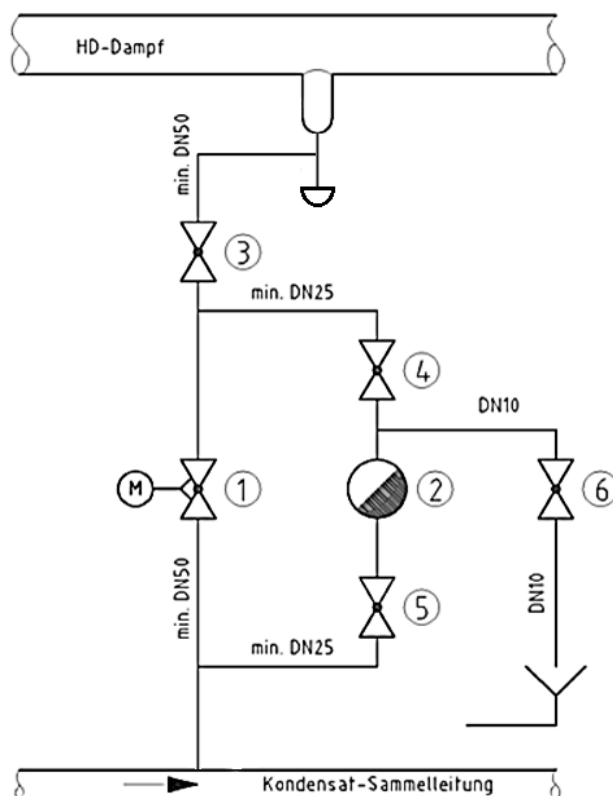 HD-Dampf
min. DN50
3
min. DN25
4
DN10
M
1
2
6
min. DN50
DN10
5
min. DN25
Kondensat-Sammelleitung